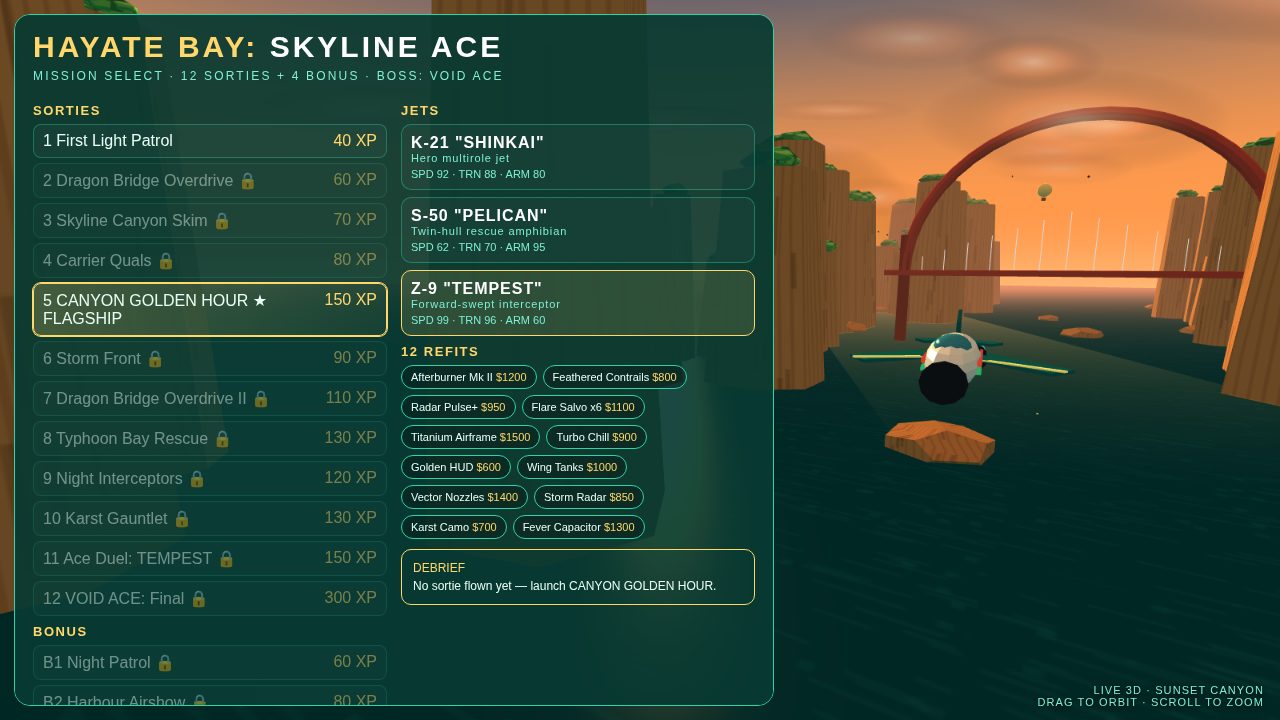 HAYATE BAY: SKYLINE ACE
MISSION SELECT · 12 SORTIES + 4 BONUS · BOSS: VOID ACE
SORTIES
1 First Light Patrol 40 XP
2 Dragon Bridge Overdrive 🔒 60 XP
3 Skyline Canyon Skim 🔒 70 XP
4 Carrier Quals 🔒 80 XP
5 CANYON GOLDEN HOUR ★ 150 XP
FLAGSHIP
6 Storm Front 🔒 90 XP
7 Dragon Bridge Overdrive II 🔒 110 XP
8 Typhoon Bay Rescue 🔒 130 XP
9 Night Interceptors 🔒 120 XP
10 Karst Gauntlet 🔒 130 XP
11 Ace Duel: TEMPEST 🔒 150 XP
12 VOID ACE: Final 🔒 300 XP
BONUS
B1 Night Patrol 🔒 60 XP
B2 Harbour Airshow 🔒 80 XP
JETS
K-21 "SHINKAI"
Hero multirole jet
SPD 92 · TRN 88 · ARM 80
S-50 "PELICAN"
Twin-hull rescue amphibian
SPD 62 · TRN 70 · ARM 95
Z-9 "TEMPEST"
Forward-swept interceptor
SPD 99 · TRN 96 · ARM 60
12 REFITS
Afterburner Mk II $1200 Feathered Contrails $800
Radar Pulse+ $950 Flare Salvo x6 $1100
Titanium Airframe $1500 Turbo Chill $900
Golden HUD $600 Wing Tanks $1000
Vector Nozzles $1400 Storm Radar $850
Karst Camo $700 Fever Capacitor $1300
DEBRIEF
No sortie flown yet — launch CANYON GOLDEN HOUR.
LIVE 3D · SUNSET CANYON
DRAG TO ORBIT · SCROLL TO ZOOM